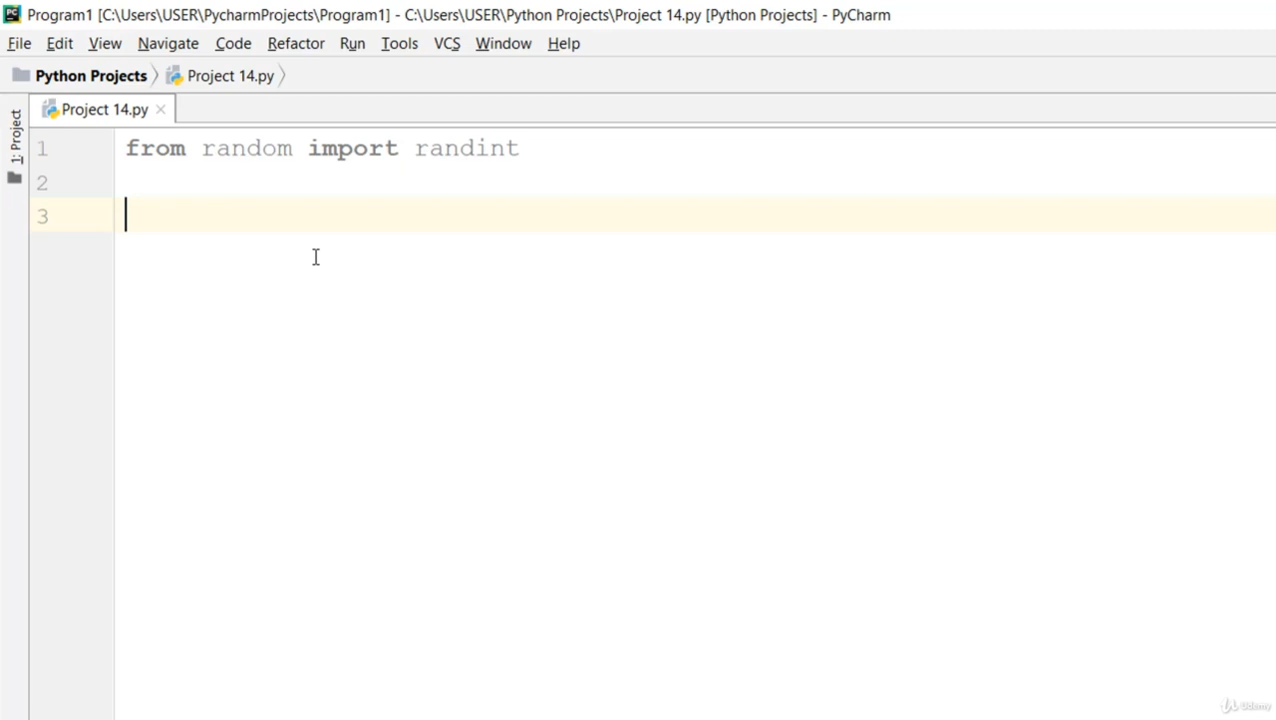 PC Program1 [C:\Users\USER\PycharmProjects\Program1] - C:\Users\USER\Python Projects\Project 14.py [Python Projects] - PyCharm
File Edit View Navigate Code Refactor Run Tools VCS Window Help
Python Projects Project 14.py
1: Project
Project 14.py
1 from random import randint
2
3
Udemy